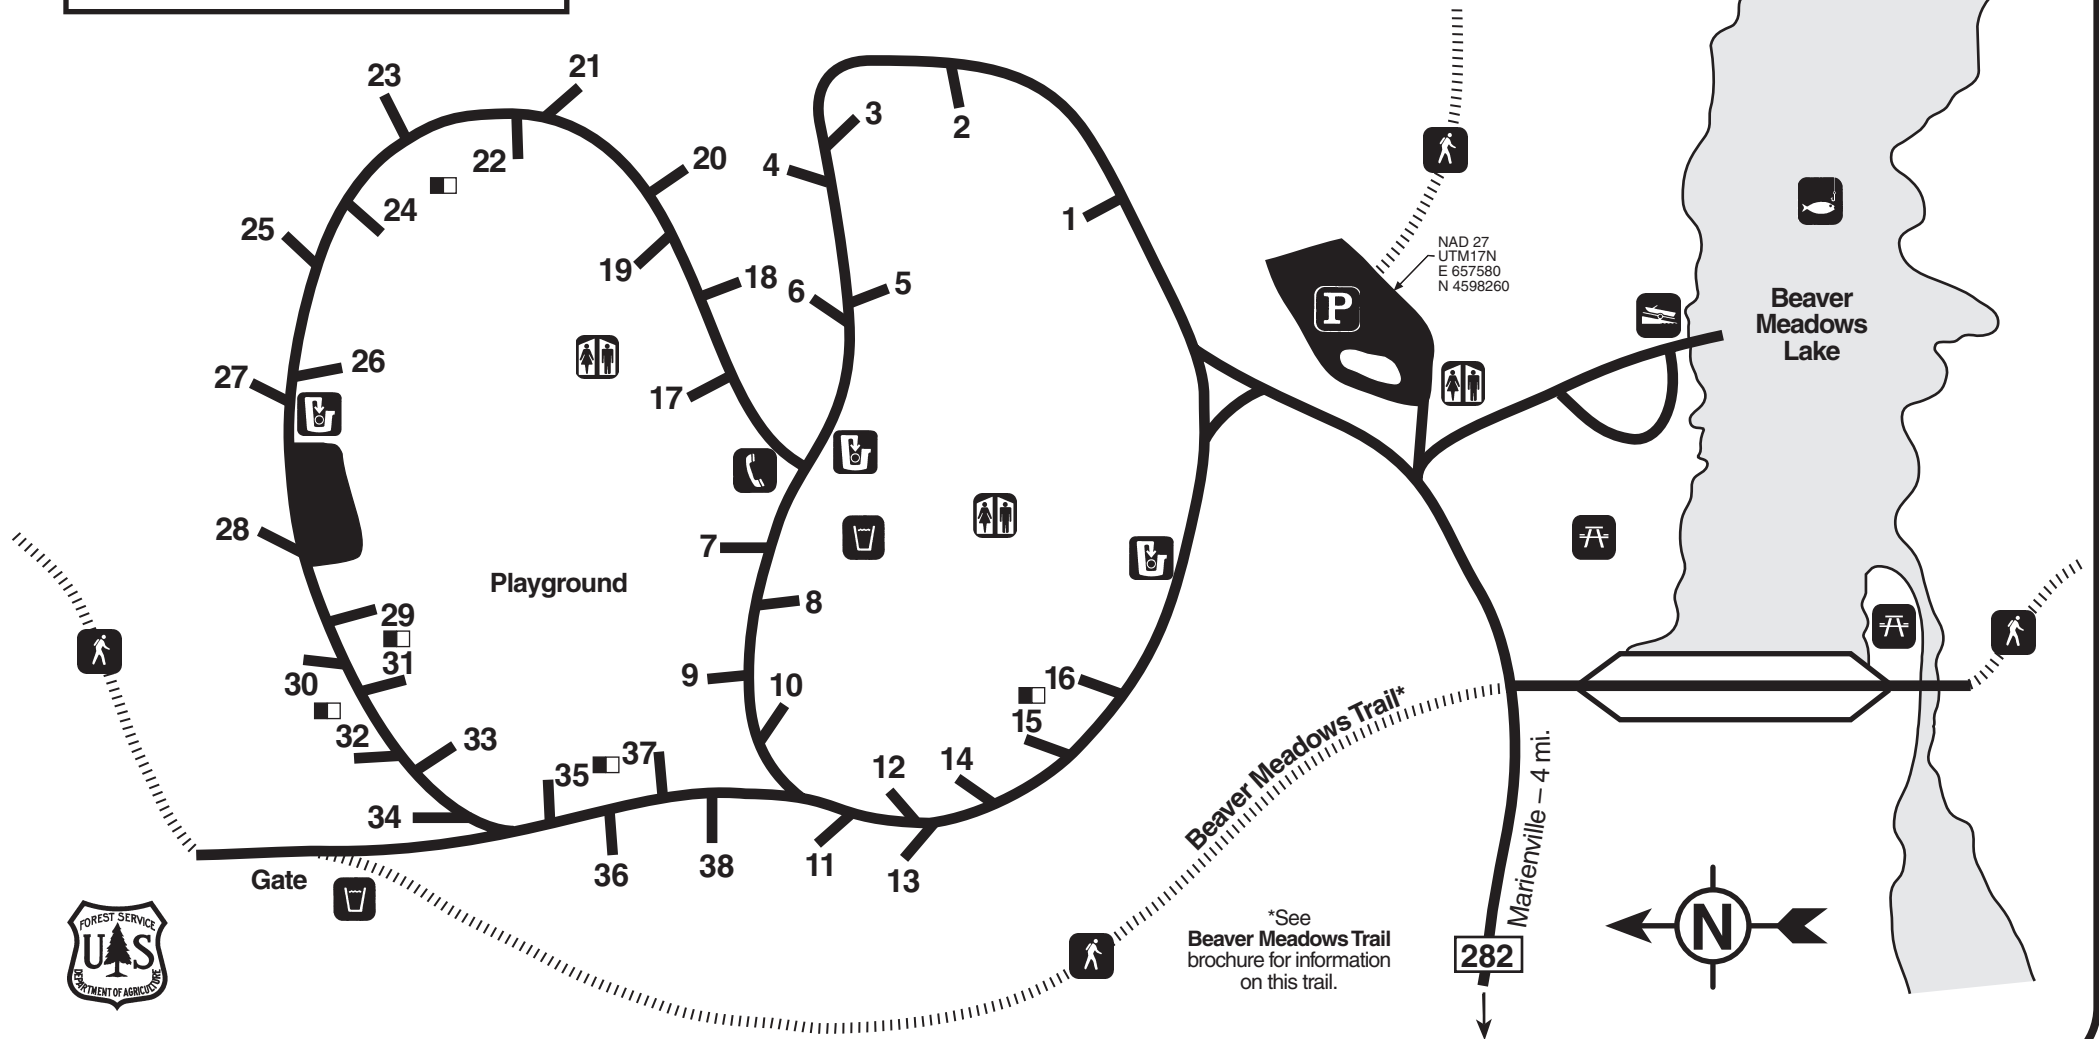 21
23
3
2
22
20
4
24
1
25
19
18
6
5
NAD 27
UTM17N
E 657580
N 4598260
P
Beaver
Meadows
Lake
26
27
17
28
7
Playground
8
29
31
30
9
10
16
15
32
33
35
37
12
14
34
36
38
11
13
Gate
Beaver Meadows Trail*
Marienville – 4 mi.
*See
Beaver Meadows Trail
brochure for information
on this trail.
282
N
FOREST SERVICE
U S
DEPARTMENT OF AGRICULTURE